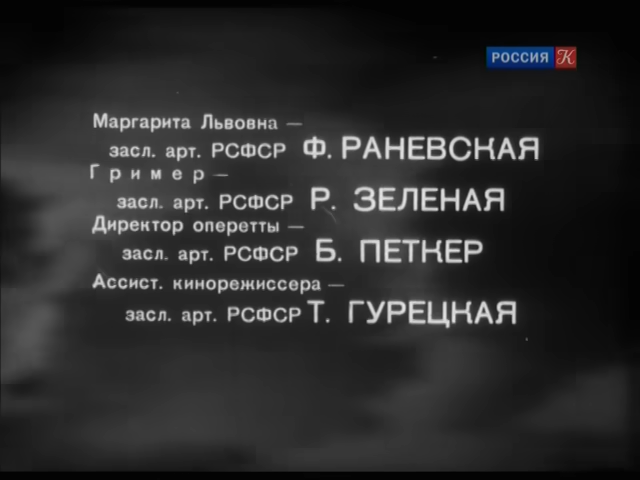 РОССИЯ К
Маргарита Львовна —
засл. арт. РСФСР Ф. РАНЕВСКАЯ
Гример —
засл. арт. РСФСР Р. ЗЕЛЕНАЯ
Директор оперетты —
засл. арт. РСФСР Б. ПЕТКЕР
Ассист. кинорежиссера —
засл. арт. РСФСР Т. ГУРЕЦКАЯ